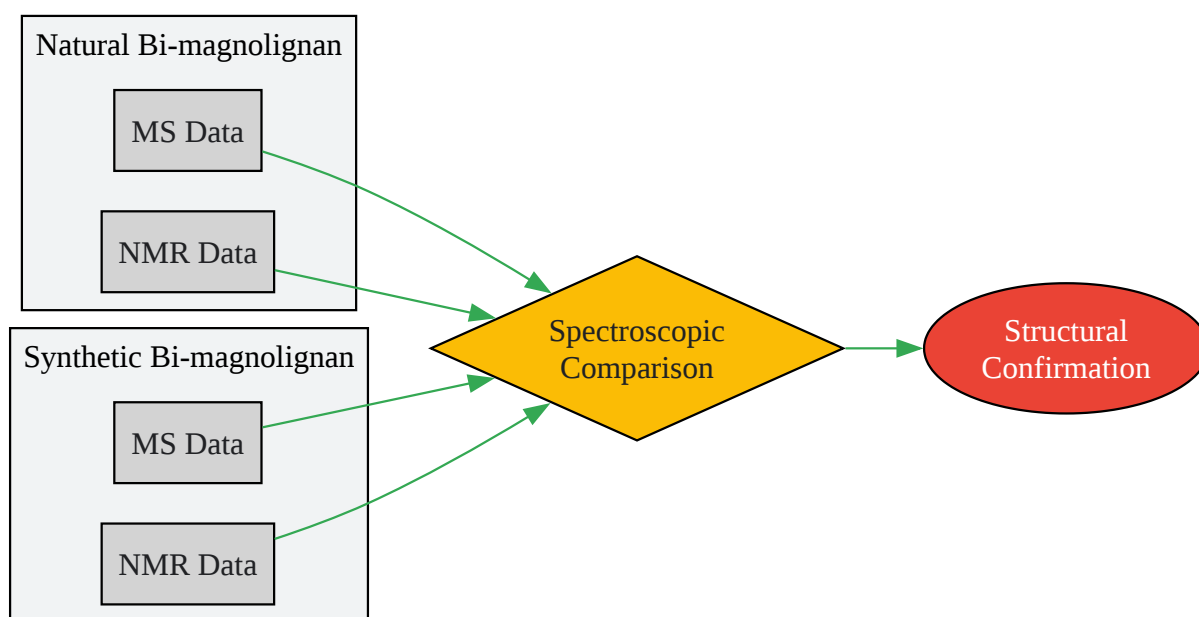 Natural Bi-magnolignan
MS Data
NMR Data
Synthetic Bi-magnolignan
MS Data
NMR Data
Spectroscopic
Comparison
Structural
Confirmation